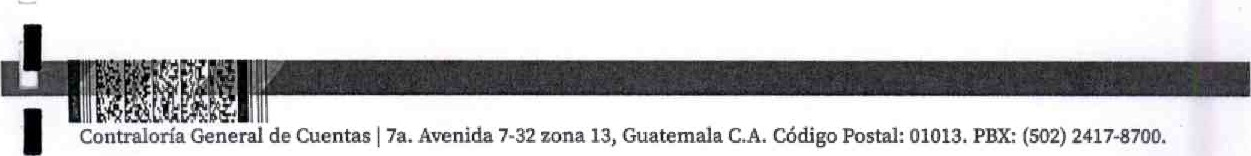 Contraloría General de Cuentas | 7a. Avenida 7-32 zona 13, Guatemala C.A. Código Postal: 01013. PBX: (502) 2417-8700.